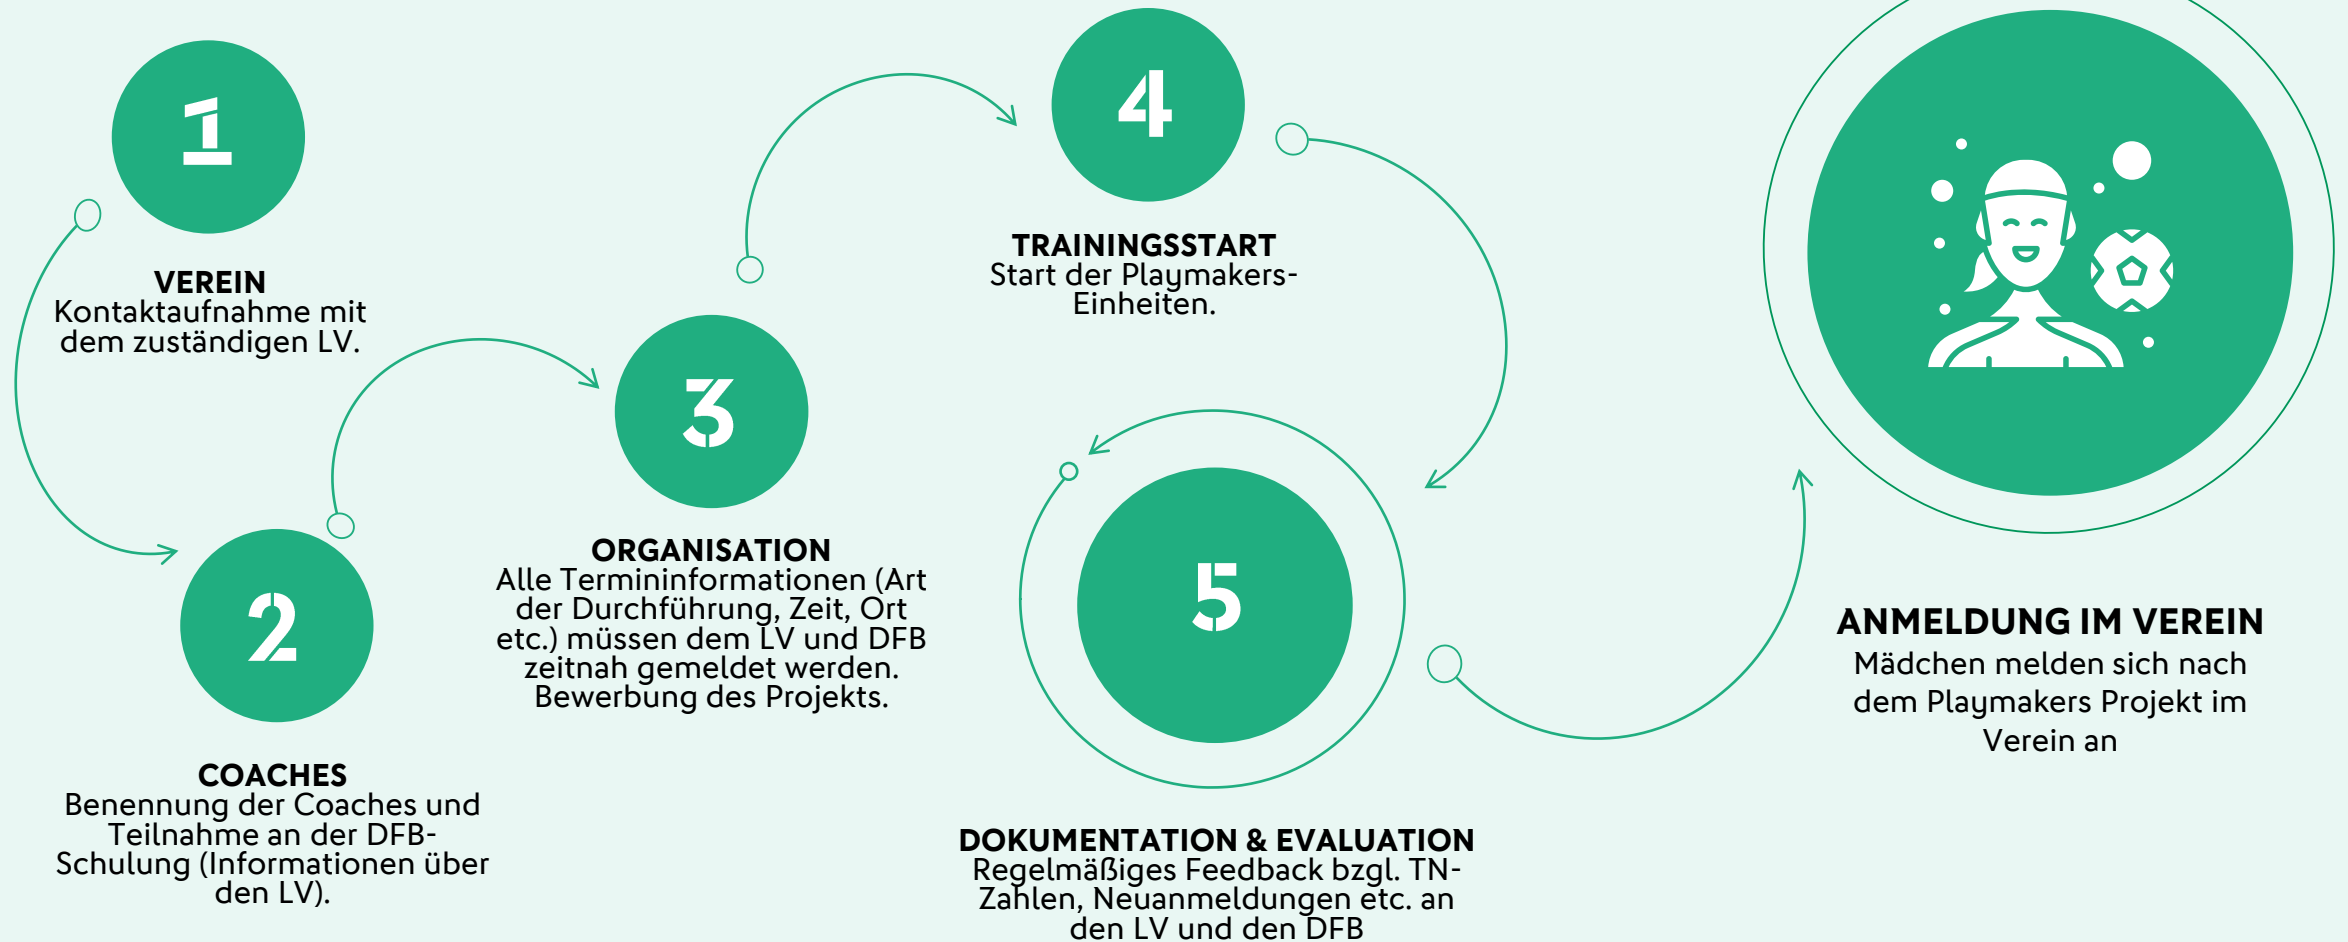 1
VEREIN
Kontaktaufnahme mit
dem zuständigen LV.
2
COACHES
Benennung der Coaches und
Teilnahme an der DFB-
Schulung (Informationen über
den LV).
3
ORGANISATION
Alle Termininformationen (Art
der Durchführung, Zeit, Ort
etc.) müssen dem LV und DFB
zeitnah gemeldet werden.
Bewerbung des Projekts.
4
TRAININGSSTART
Start der Playmakers-
Einheiten.
5
DOKUMENTATION & EVALUATION
Regelmäßiges Feedback bzgl. TN-
Zahlen, Neuanmeldungen etc. an
den LV und den DFB
ANMELDUNG IM VEREIN
Mädchen melden sich nach
dem Playmakers Projekt im
Verein an